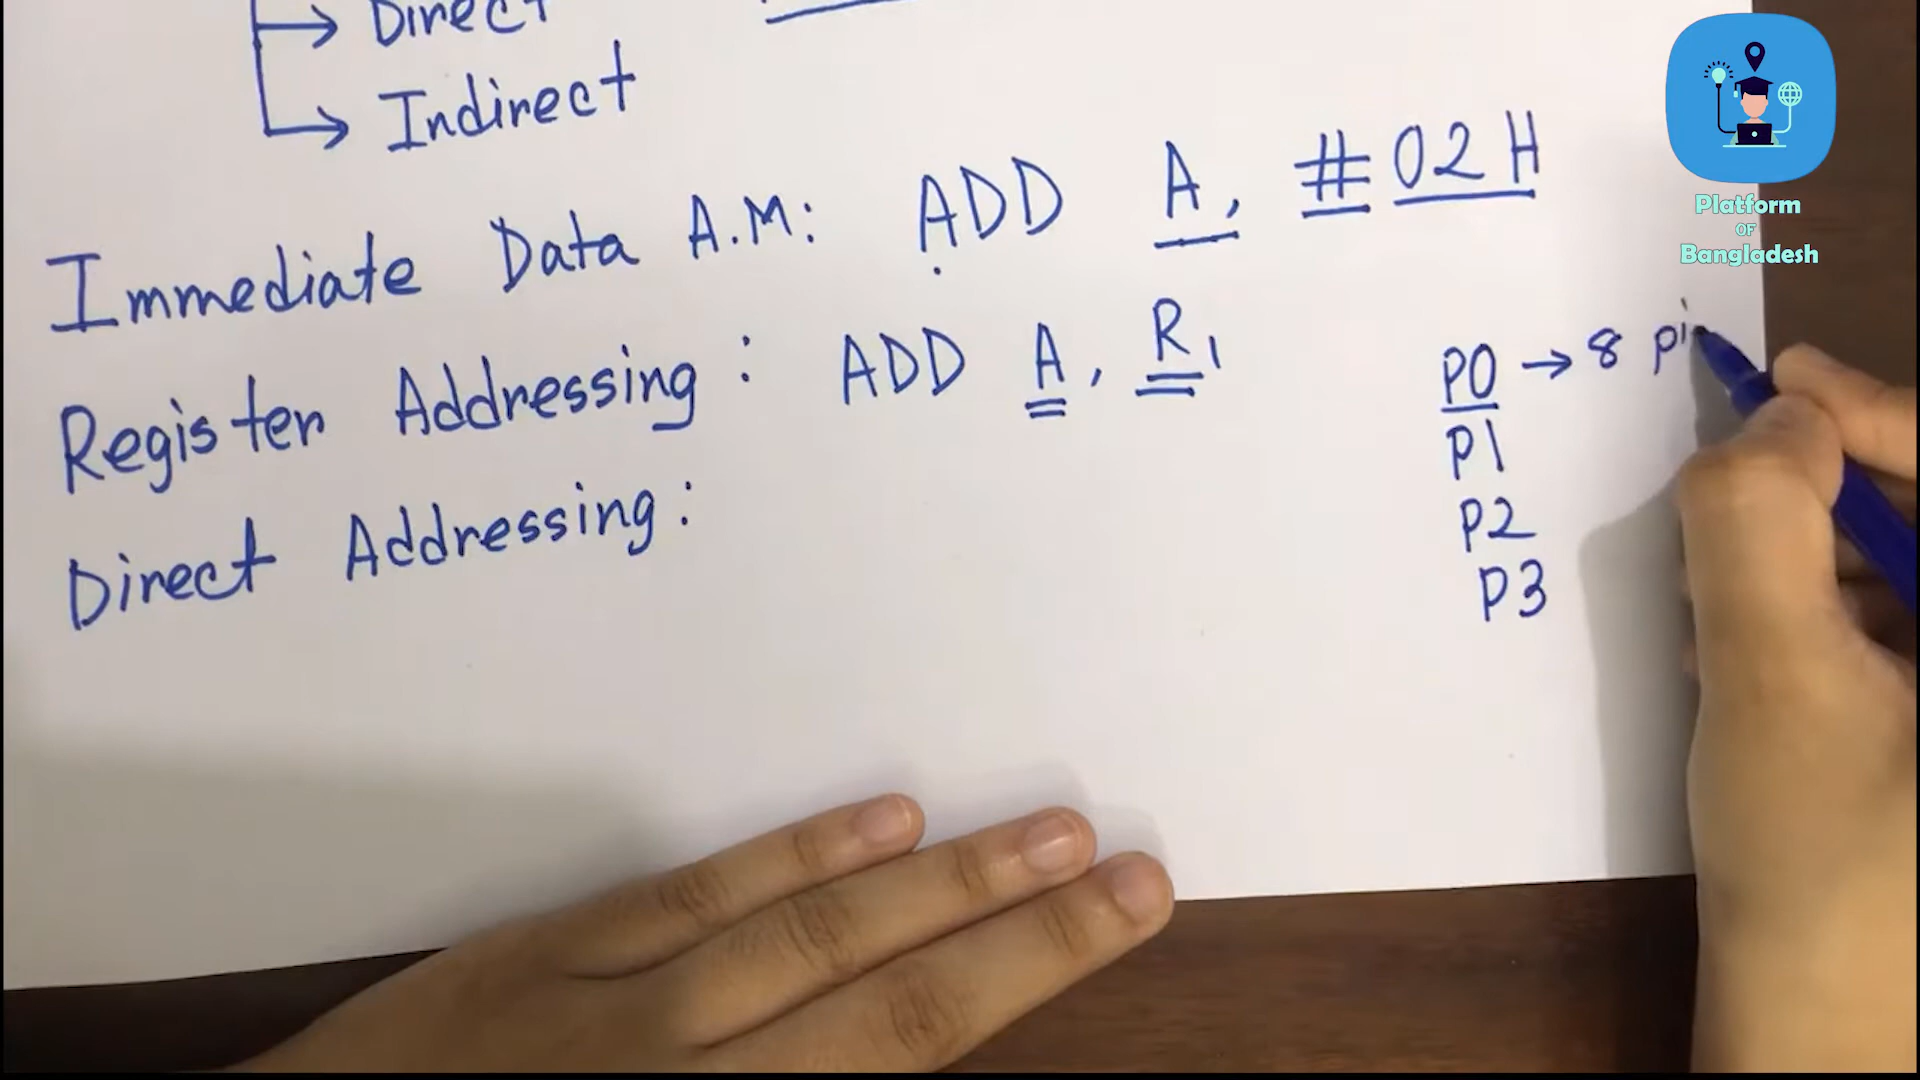 → Direct
→ Indirect
Immediate Data A.M: ADD A, #02H
Register Addressing: ADD A, R1
Direct Addressing:
P0 → 8 pi
P1
P2
P3
Platform
OF
Bangladesh